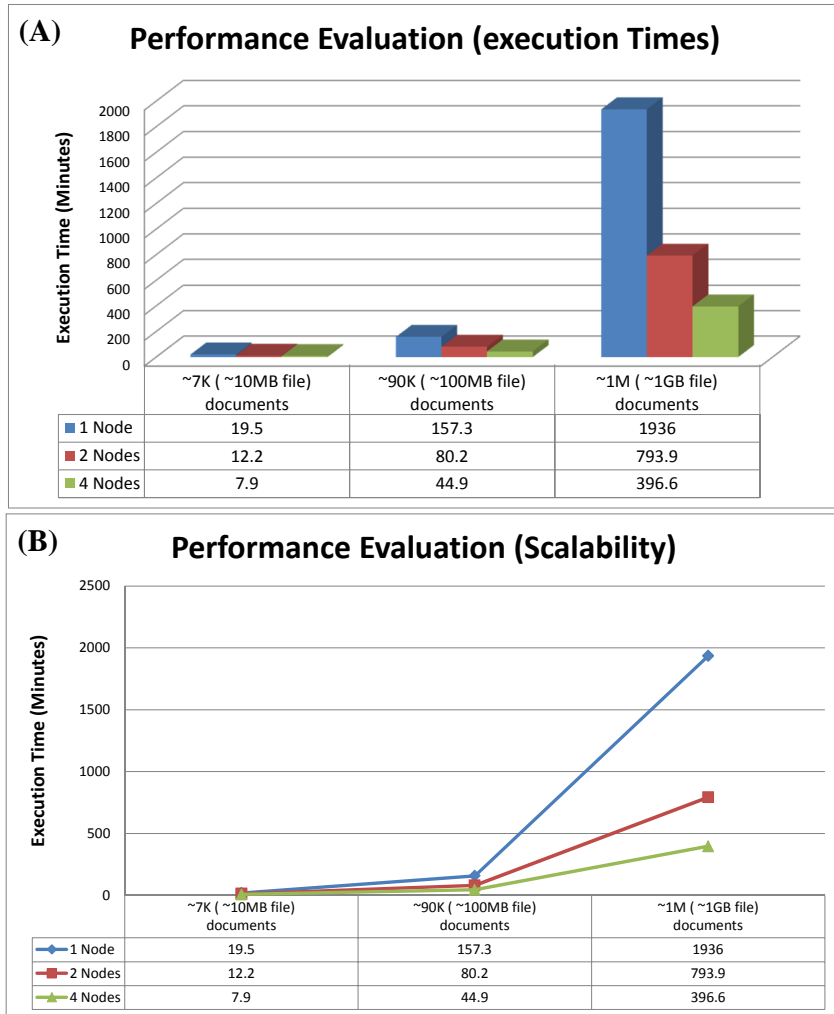 (A)
Performance Evaluation (execution Times)
Execution Time (Minutes)
2000
1800
1600
1400
1200
1000
800
600
400
200
0
~7K ( ~10MB file) ~90K ( ~100MB file) ~1M ( ~1GB file)
documents documents documents
1 Node 19.5 157.3 1936
2 Nodes 12.2 80.2 793.9
4 Nodes 7.9 44.9 396.6
(B)
Performance Evaluation (Scalability)
Execution Time (Minutes)
2500
2000
1500
1000
500
0
~7K ( ~10MB file) ~90K ( ~100MB file) ~1M ( ~1GB file)
documents documents documents
1 Node 19.5 157.3 1936
2 Nodes 12.2 80.2 793.9
4 Nodes 7.9 44.9 396.6